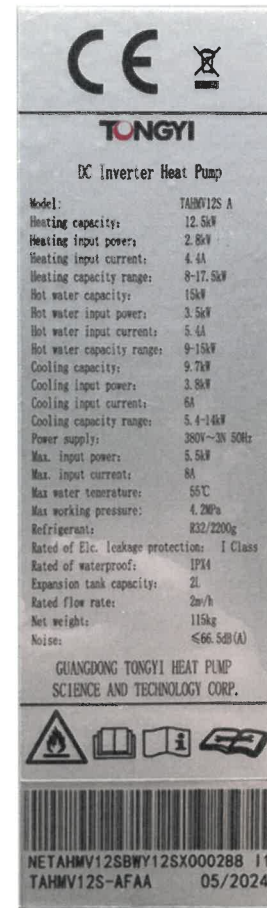 CE
TONGYI
DC Inverter Heat Pump
Model: TAHMV12S A
Heating capacity: 12.5kW
Heating input power: 2.8kW
Heating input current: 4.4A
Heating capacity range: 8-17.5kW
Hot water capacity: 15kW
Hot water input power: 3.5kW
Hot water input current: 5.4A
Hot water capacity range: 9-15kW
Cooling capacity: 9.7kW
Cooling input power: 3.8kW
Cooling input current: 6A
Cooling capacity range: 5.4-14kW
Power supply: 380V~3N 50Hz
Max. input power: 5.5kW
Max. input current: 8A
Max water temerature: 55℃
Max working pressure: 4.2MPa
Refrigerant: R32/2200g
Rated of Elc. leakage protection: I Class
Rated of waterproof: IPX4
Expansion tank capacity: 2L
Rated flow rate: 2m³/h
Net weight: 115kg
Noise: ≤66.5dB(A)
GUANGDONG TONGYI HEAT PUMP
SCIENCE AND TECHNOLOGY CORP.
NETAHMV12SBWY12SX000288
TAHMV12S-AFAA 05/2024